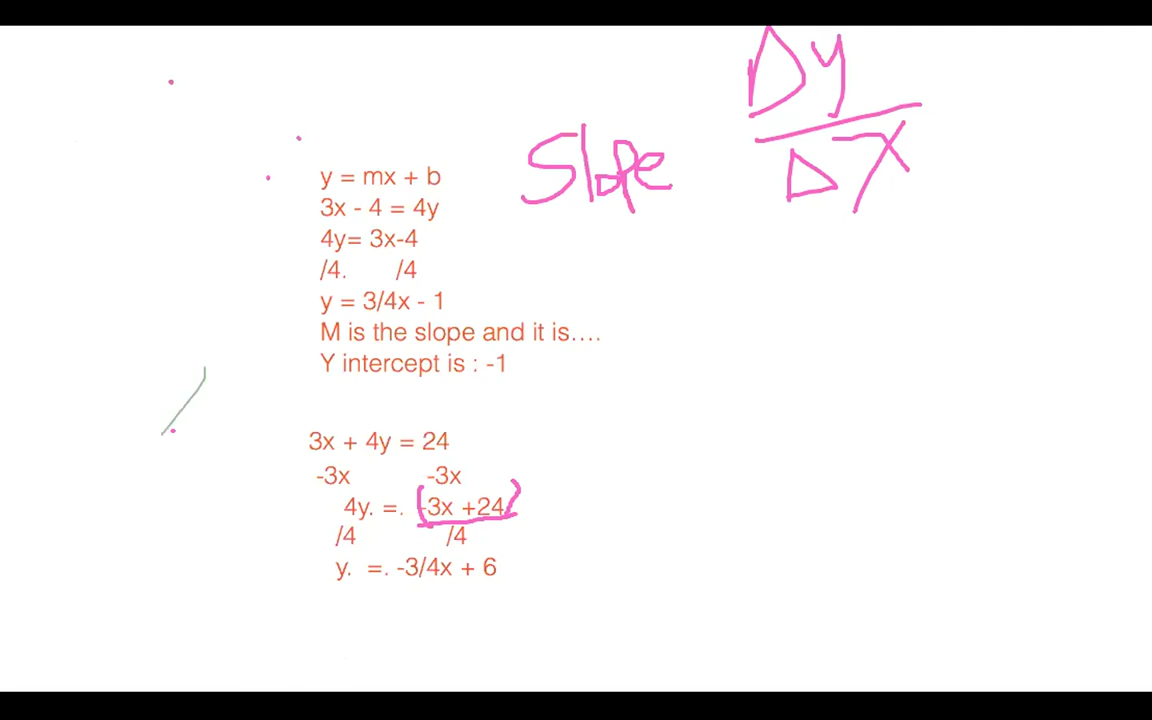 Δy
Slope
Δx
y = mx + b
3x - 4 = 4y
4y= 3x-4
/4. /4
y = 3/4x - 1
M is the slope and it is....
Y intercept is : -1
3x + 4y = 24
-3x -3x
4y. =. (-3x +24)
/4 /4
y. =. -3/4x + 6